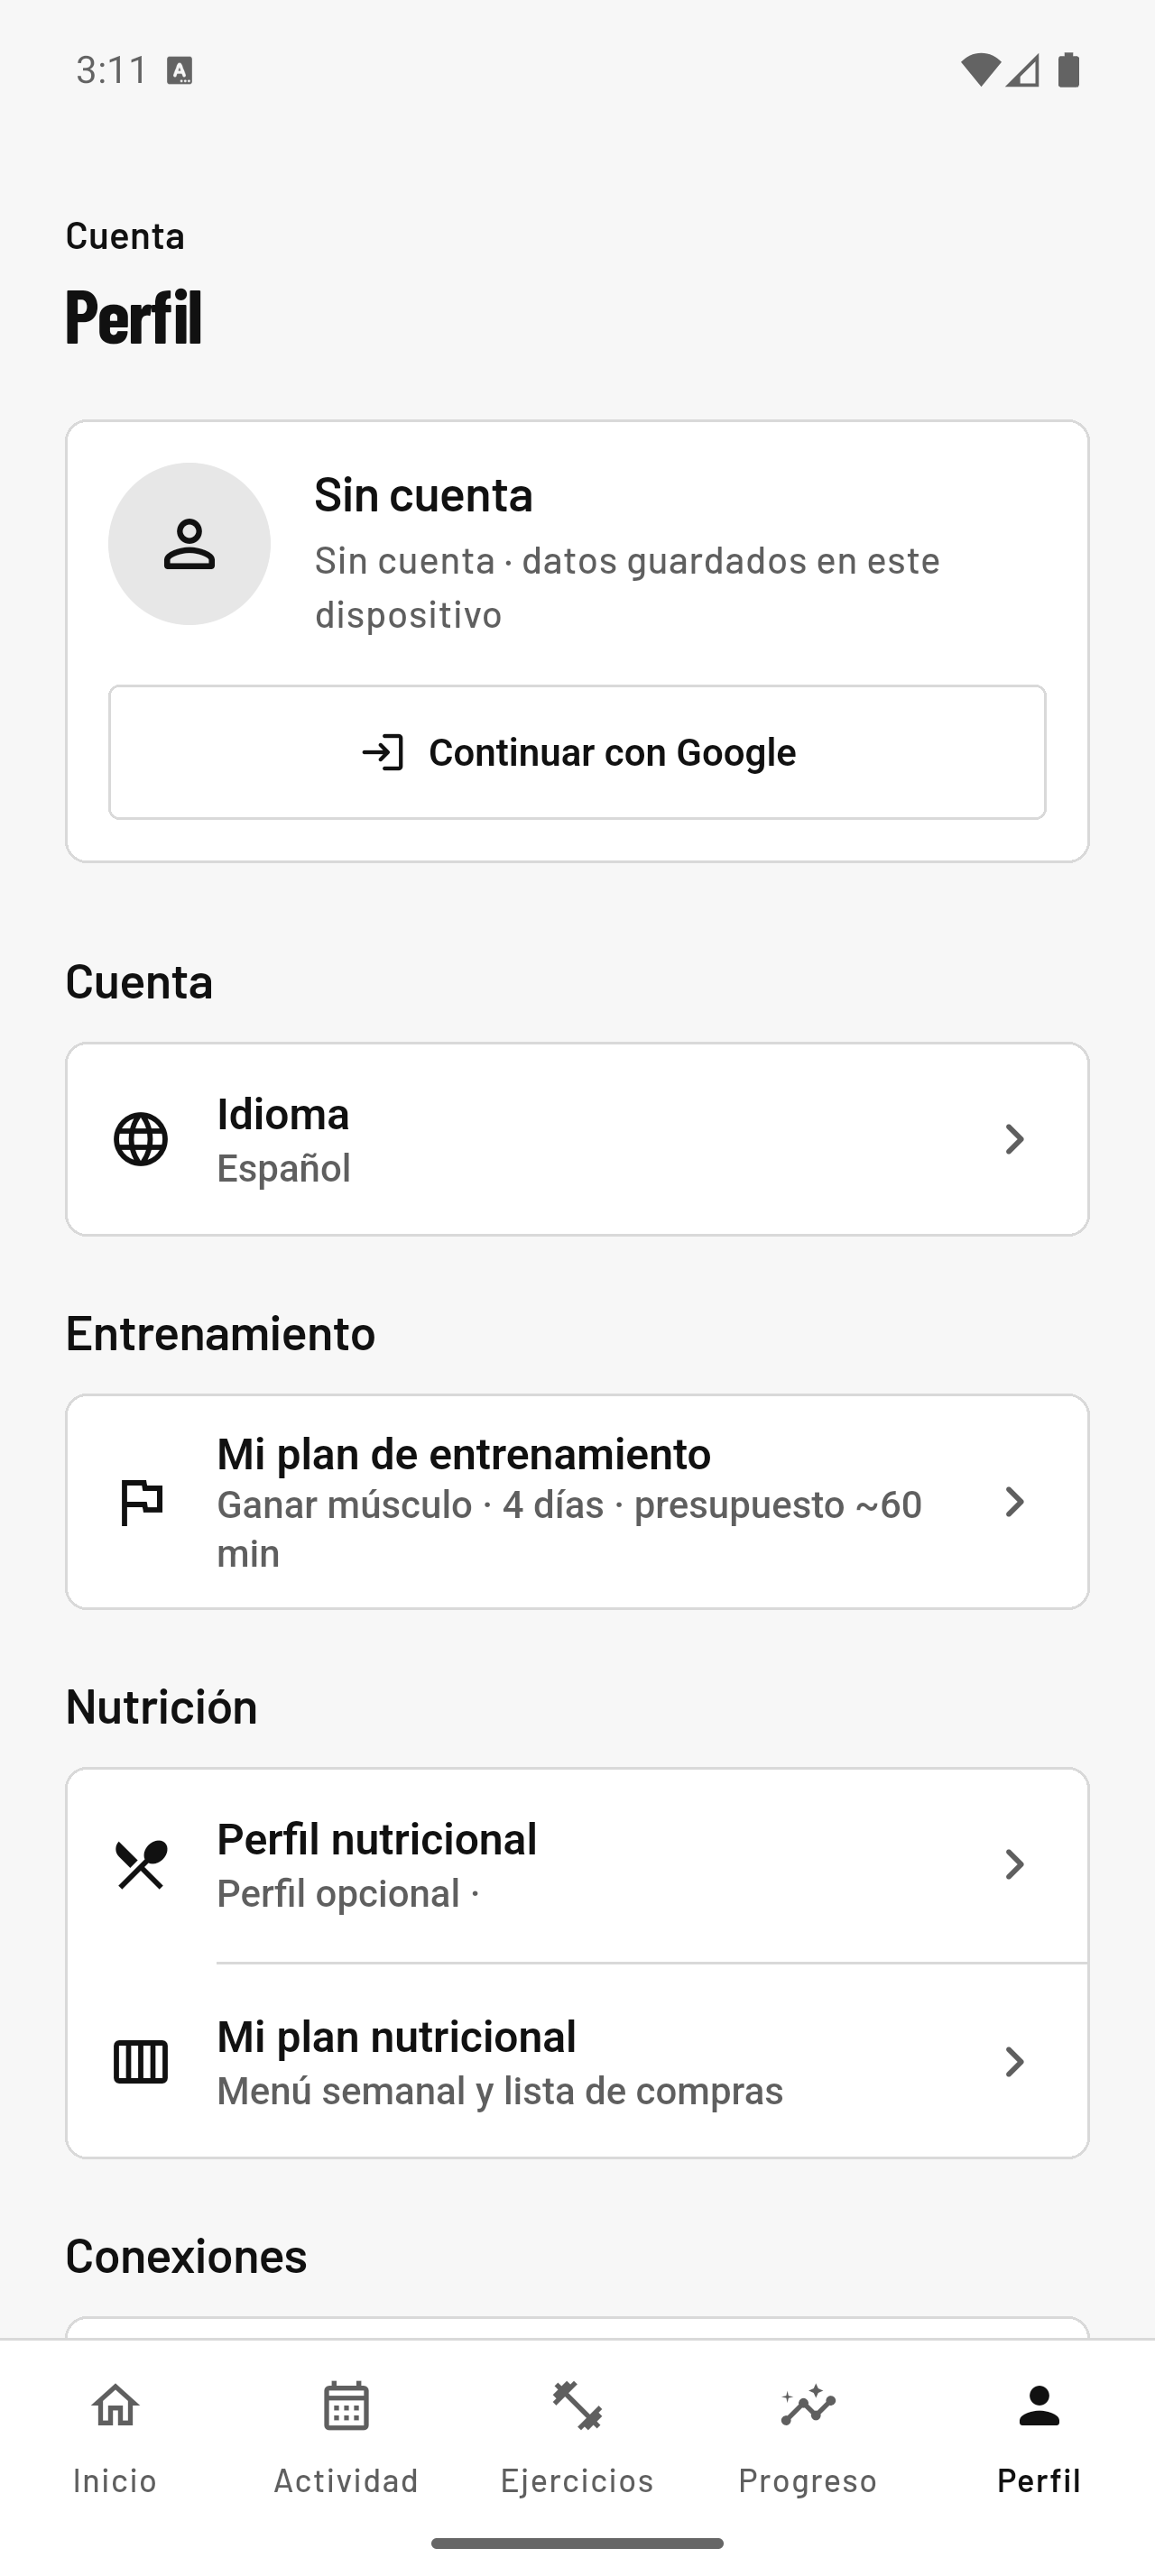 3:11
Cuenta
Perfil
Sin cuenta
Sin cuenta · datos guardados en este
dispositivo
Continuar con Google
Cuenta
Idioma
Español
Entrenamiento
Mi plan de entrenamiento
Ganar músculo · 4 días · presupuesto ~60
min
Nutrición
Perfil nutricional
Perfil opcional ·
Mi plan nutricional
Menú semanal y lista de compras
Conexiones
Inicio
Actividad
Ejercicios
Progreso
Perfil